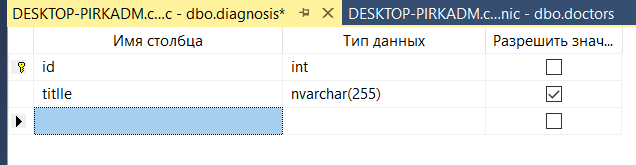 DESKTOP-PIRKADM.c...c - dbo.diagnosis* DESKTOP-PIRKADM.c...nic - dbo.doctors
Имя столбца Тип данных Разрешить знач...
id int
titlle nvarchar(255)